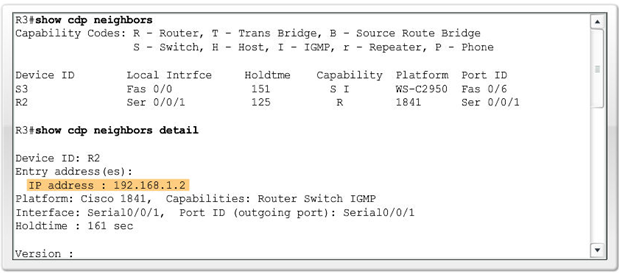 R3#show cdp neighbors
Capability Codes: R - Router, T - Trans Bridge, B - Source Route Bridge
S - Switch, H - Host, I - IGMP, r - Repeater, P - Phone
Device ID Local Intrfce Holdtme Capability Platform Port ID
S3 Fas 0/0 151 S I WS-C2950 Fas 0/6
R2 Ser 0/0/1 125 R 1841 Ser 0/0/1
R3#show cdp neighbors detail
Device ID: R2
Entry address(es):
IP address : 192.168.1.2
Platform: Cisco 1841, Capabilities: Router Switch IGMP
Interface: Serial0/0/1, Port ID (outgoing port): Serial0/0/1
Holdtime : 161 sec
Version :